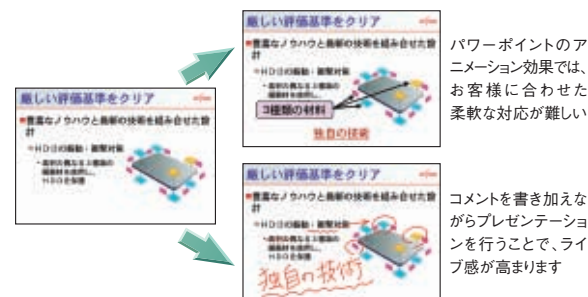 厳しい評価基準をクリア
■豊富なノウハウと最新の技術を組み合せた設
計
HDDの振動・衝撃対策
3種類の材料
独自の技術
パワーポイントのア
ニメーション効果では、
お客様に合わせた
柔軟な対応が難しい
厳しい評価基準をクリア
■豊富なノウハウと最新の技術を組み合せた設
計
HDDの振動・衝撃対策
厳しい評価基準をクリア
■豊富なノウハウと最新の技術を組み合せた設
計
HDDの振動・衝撃対策
独自の技術
コメントを書き加えな
がらプレゼンテーショ
ンを行うことで、ライ
ブ感が高まります